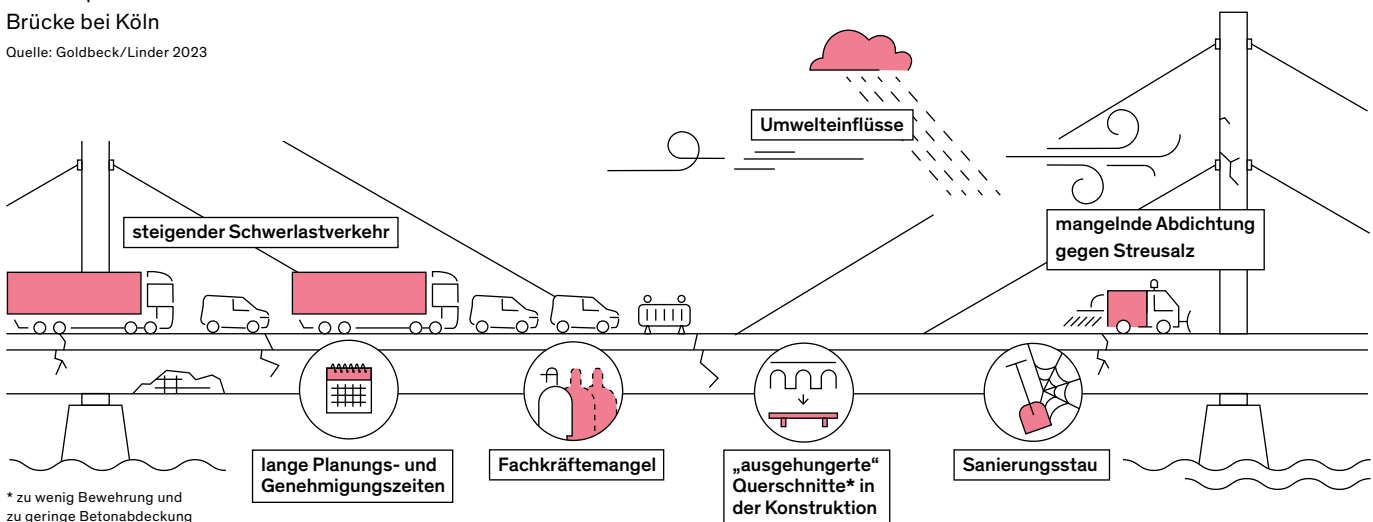 Brücke bei Köln
Quelle: Goldbeck/Linder 2023
Umwelteinflüsse
steigender Schwerlastverkehr
mangelnde Abdichtung
gegen Streusalz
lange Planungs- und
Genehmigungszeiten
Fachkräftemangel
„ausgehungerte“
Querschnitte* in
der Konstruktion
Sanierungsstau
* zu wenig Bewehrung und
zu geringe Betonabdeckung